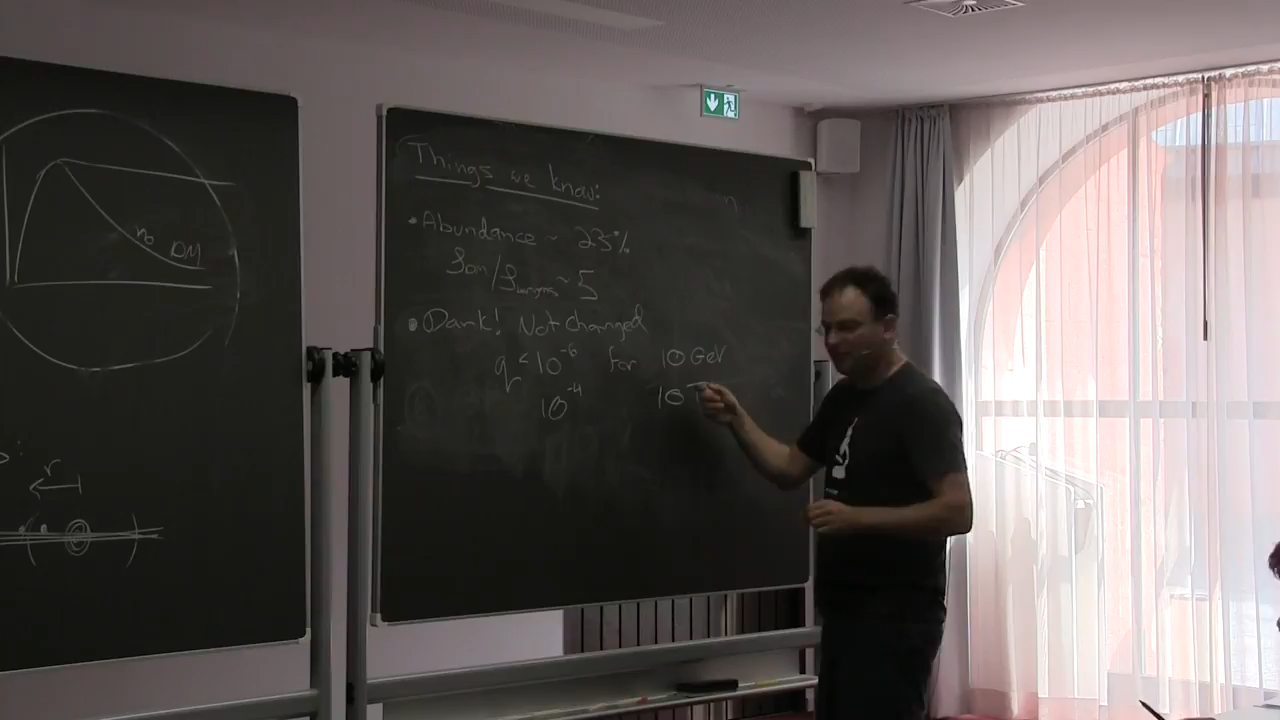 no
DM
r
Things we know:
• Abundance ~ 23%
ρDM/ρbaryons ~ 5
• Dark! Not charged
q < 10^-6 for 10 GeV
10^-4 10 T